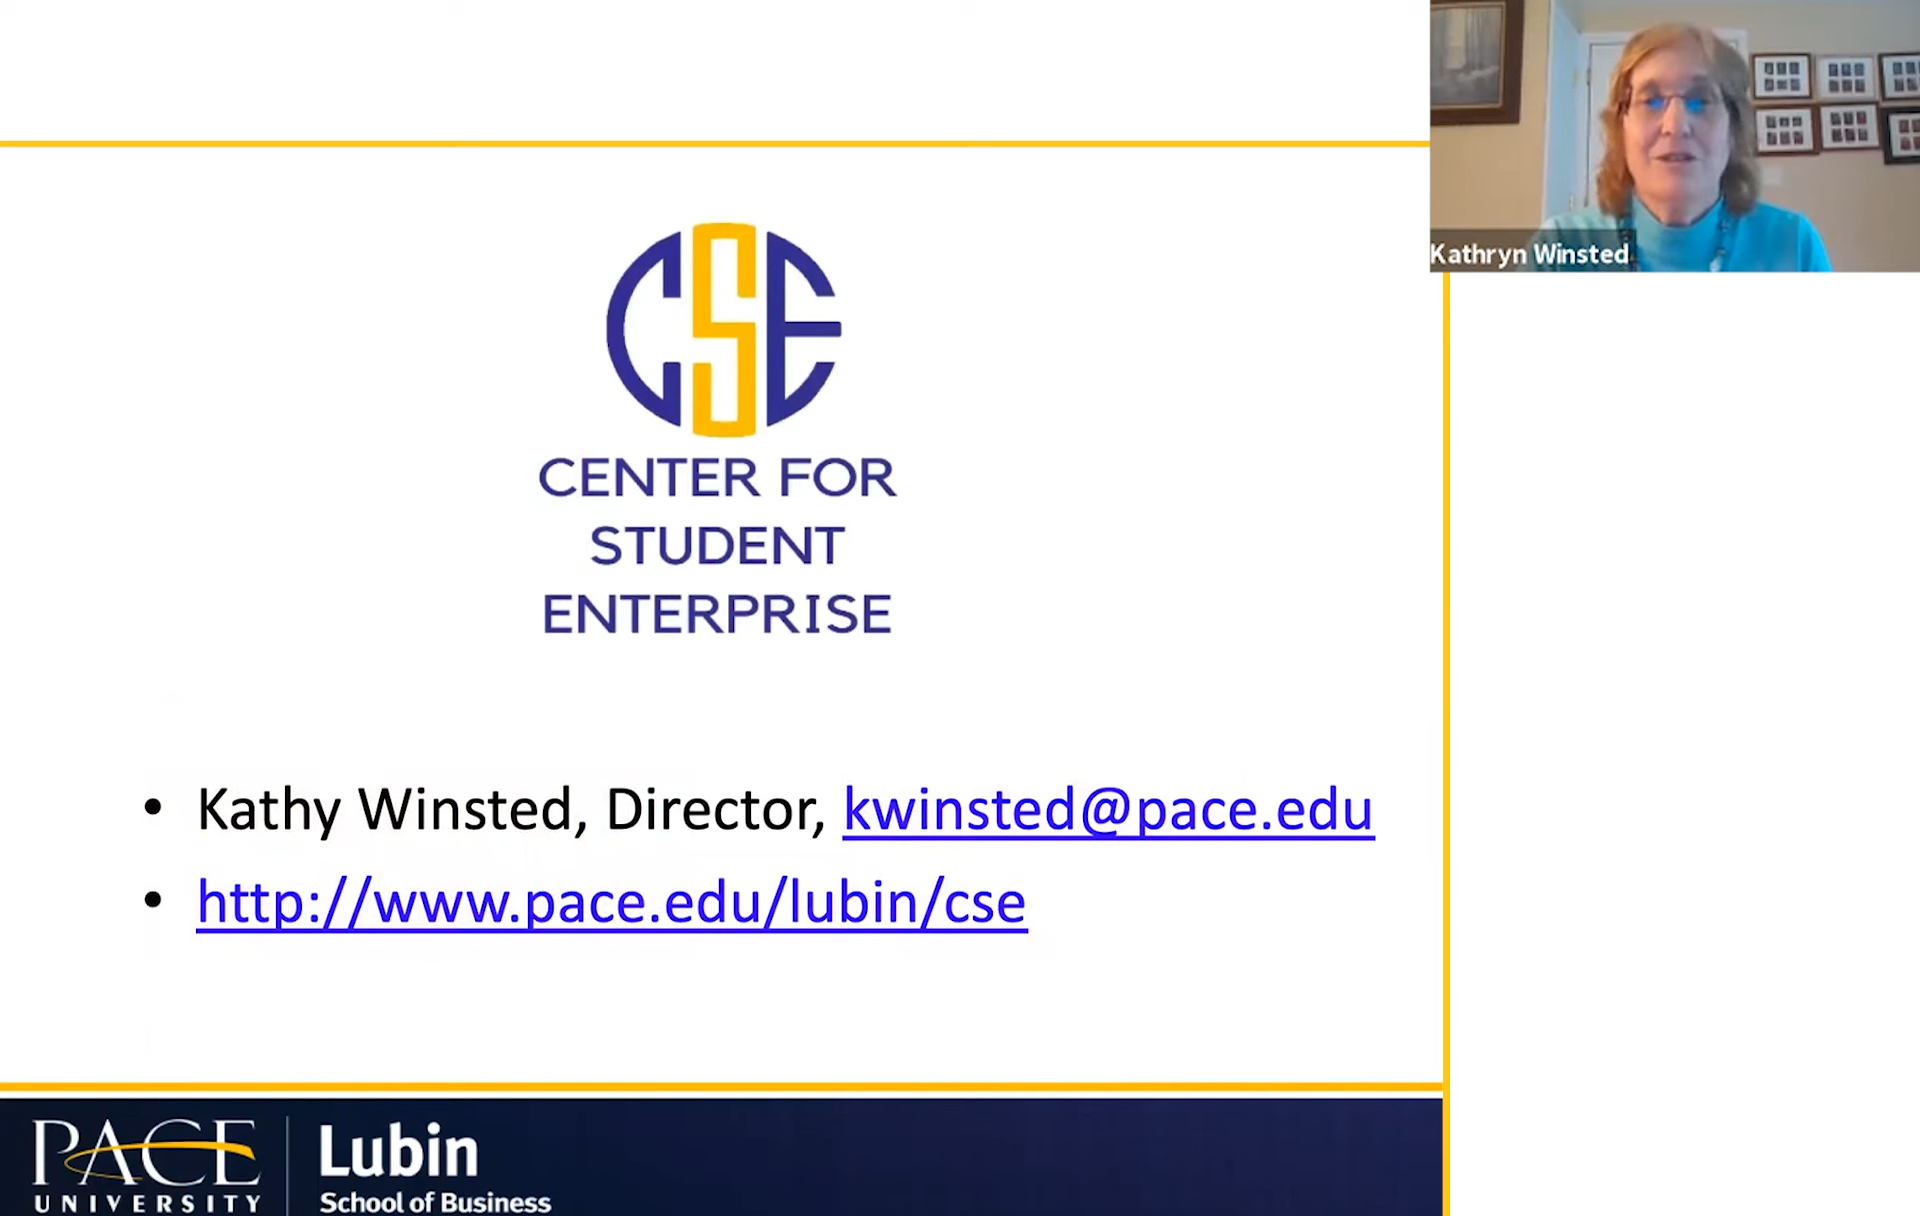 Kathryn Winsted
CSE
CENTER FOR
STUDENT
ENTERPRISE
• Kathy Winsted, Director, kwinsted@pace.edu
• http://www.pace.edu/lubin/cse
PACE
UNIVERSITY
Lubin
School of Business